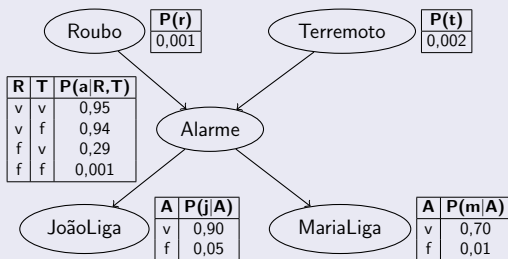 Roubo
P(r)
0,001
Terremoto
P(t)
0,002
R T P(a|R,T)
v v 0,95
v f 0,94
f v 0,29
f f 0,001
Alarme
JoãoLiga
A P(j|A)
v 0,90
f 0,05
MariaLiga
A P(m|A)
v 0,70
f 0,01